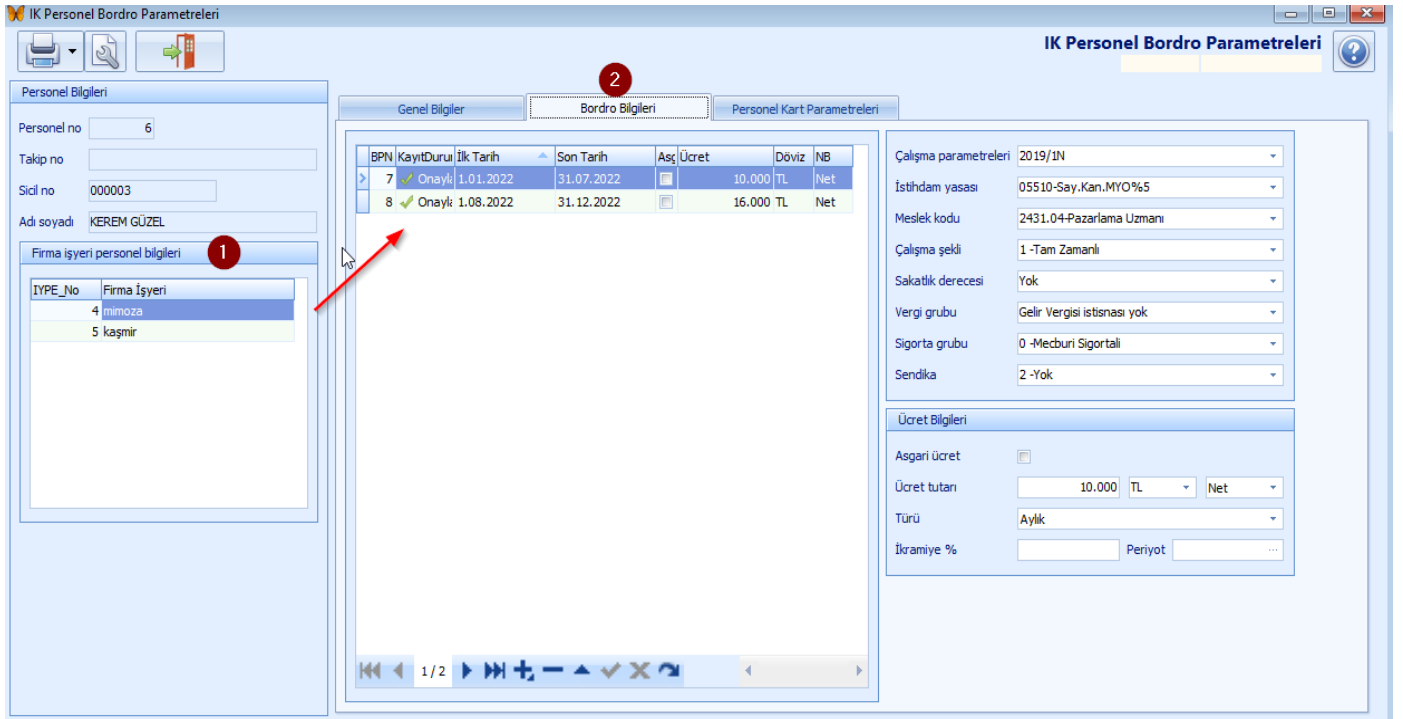 IK Personel Bordro Parametreleri
IK Personel Bordro Parametreleri
Personel Bilgileri
Personel no 6
Takip no
Sicil no 000003
Adı soyadı KEREM GÜZEL
Firma işyeri personel bilgileri 1
IYPE_No Firma İşyeri
4 mimoza
5 kaşmir
2
Genel Bilgiler Bordro Bilgileri Personel Kart Parametreleri
BPN KayıtDurur İlk Tarih Son Tarih Asg Ücret Döviz NB
7 Onayla 1.01.2022 31.07.2022 10.000 TL Net
8 Onayla 1.08.2022 31.12.2022 16.000 TL Net
1/2
Çalışma parametreleri 2019/1N
İstihdam yasası 05510-Say.Kan.MYO%5
Meslek kodu 2431.04-Pazarlama Uzmanı
Çalışma şekli 1 -Tam Zamanlı
Sakatlık derecesi Yok
Vergi grubu Gelir Vergisi istisnası yok
Sigorta grubu 0 -Mecburi Sigortali
Sendika 2 -Yok
Ücret Bilgileri
Asgari ücret
Ücret tutarı 10.000 TL Net
Türü Aylık
İkramiye % Periyot ...